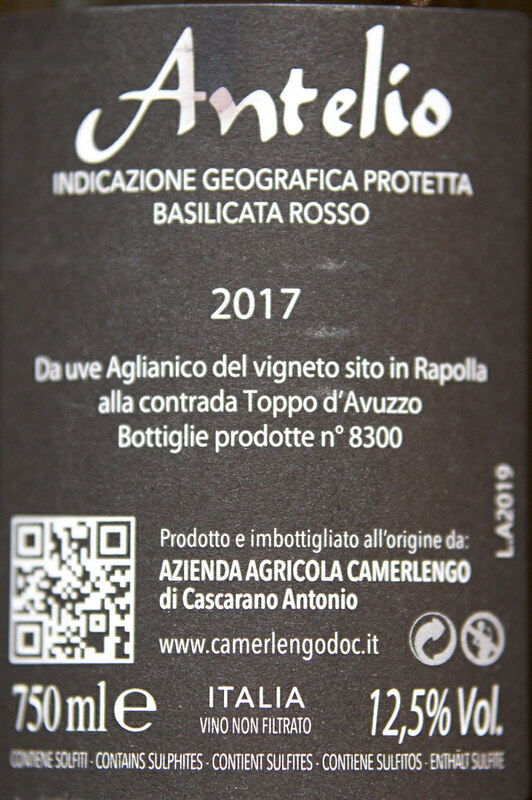 Antelio
INDICAZIONE GEOGRAFICA PROTETTA
BASILICATA ROSSO
2017
Da uve Aglianico del vigneto sito in Rapolla
alla contrada Toppo d'Avuzzo
Bottiglie prodotte n° 8300
L.A2019
Prodotto e imbottigliato all'origine da:
AZIENDA AGRICOLA CAMERLENGO
di Cascarano Antonio
www.camerlengodoc.it
750 ml e
ITALIA
VINO NON FILTRATO
12,5% Vol.
CONTIENE SOLFITI - CONTAINS SULPHITES - CONTIENT SULFITES - CONTIENE SULFITOS - ENTHÄLT SULFITE